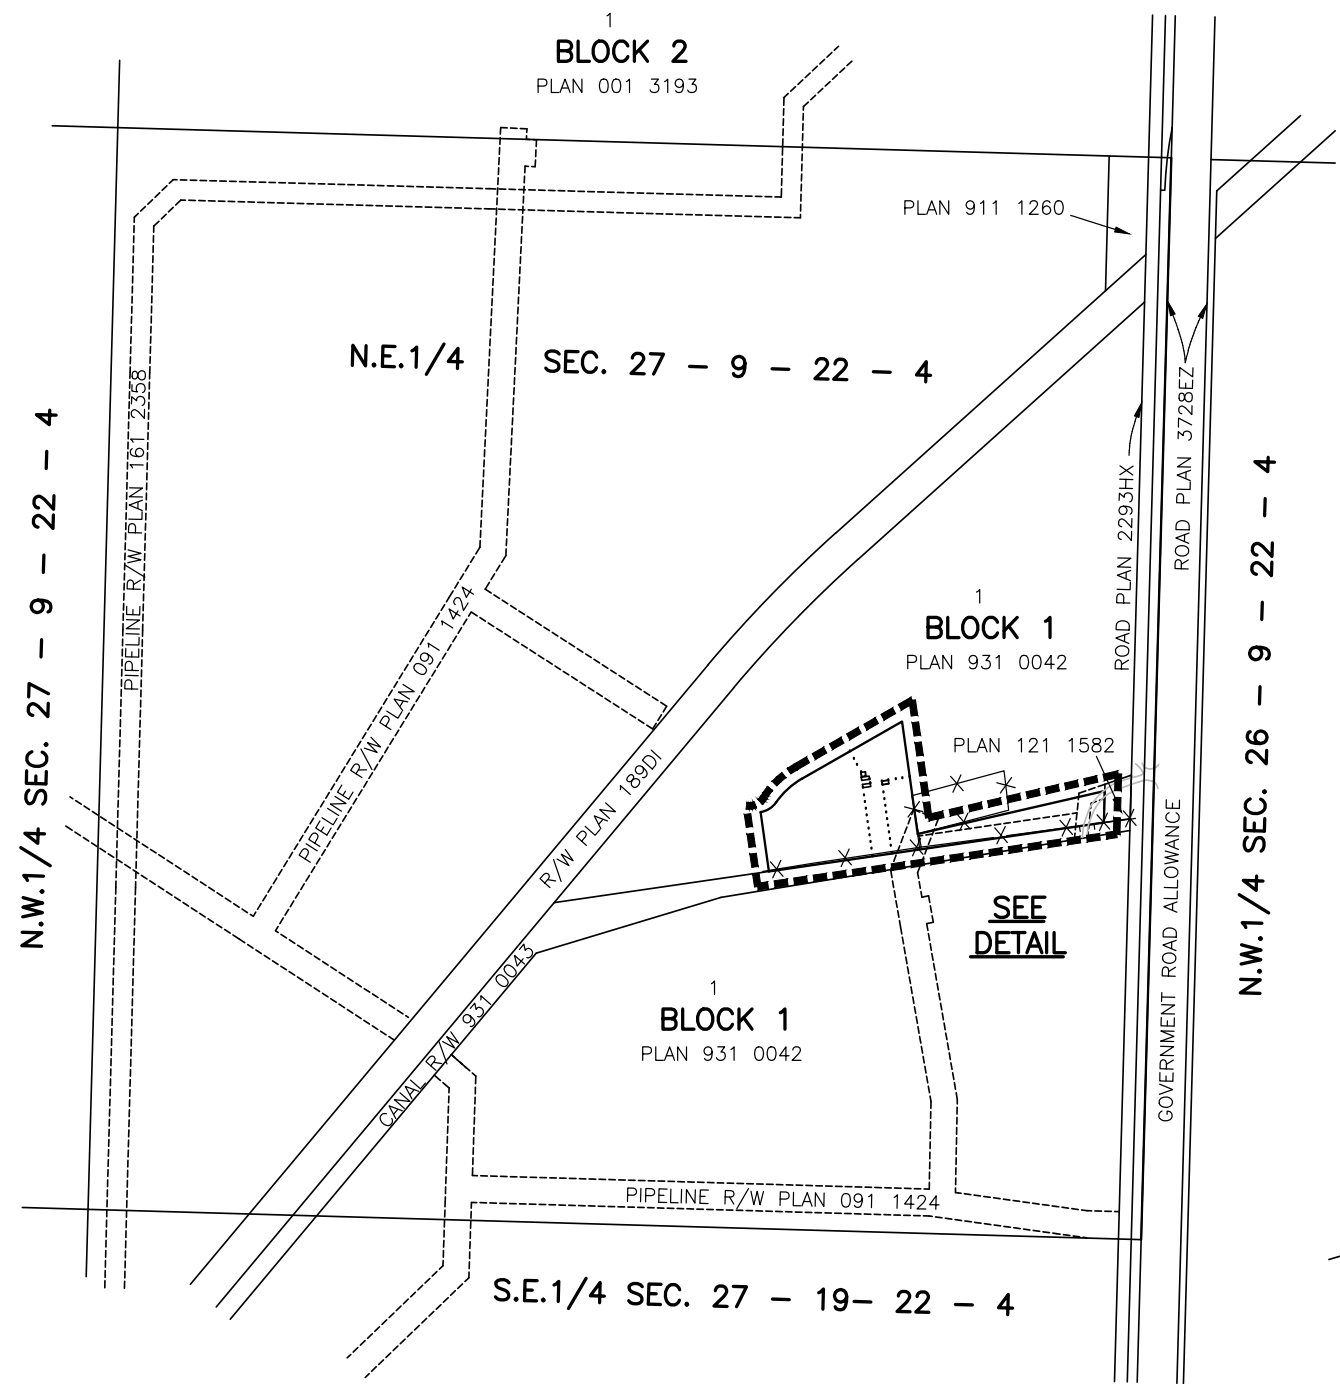 1
BLOCK 2
PLAN 001 3193
PLAN 911 1260
N.E.1/4 SEC. 27 - 9 - 22 - 4
PIPELINE R/W PLAN 161 2358
N.W.1/4 SEC. 27 - 9 - 22 - 4
PIPELINE R/W PLAN 091 1424
R/W PLAN 189DI
CANAL R/W 931 0043
ROAD PLAN 2293HX
ROAD PLAN 3728EZ
1
BLOCK 1
PLAN 931 0042
PLAN 121 1582
SEE
DETAIL
GOVERNMENT ROAD ALLOWANCE
N.W.1/4 SEC. 26 - 9 - 22 - 4
1
BLOCK 1
PLAN 931 0042
PIPELINE R/W PLAN 091 1424
S.E.1/4 SEC. 27 - 19- 22 - 4